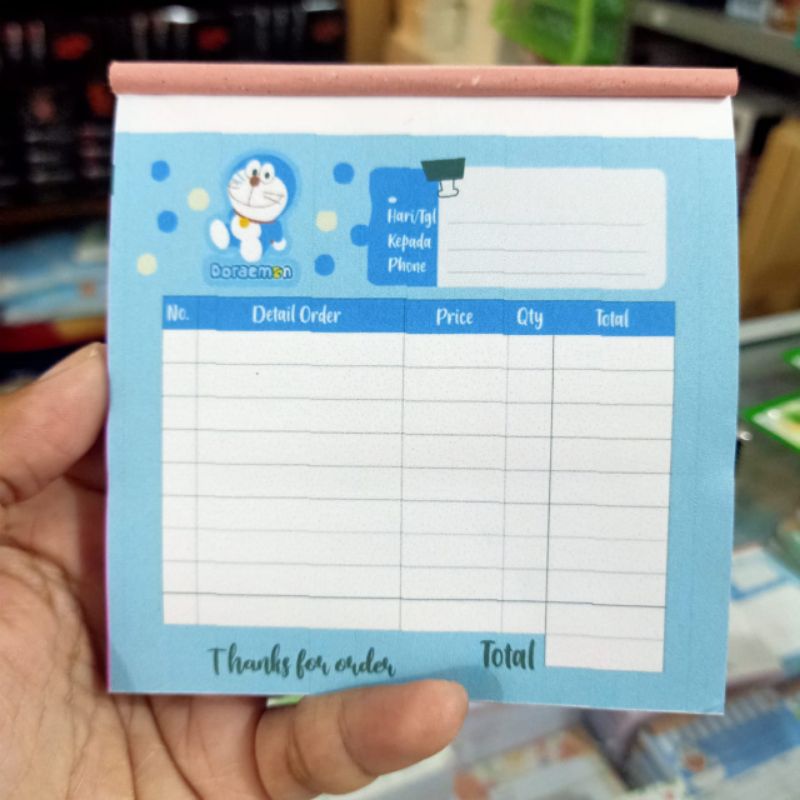 Doraemon
Hari/Tgl
Kepada
Phone
No. Detail Order Price Qty Total
Thanks for order Total